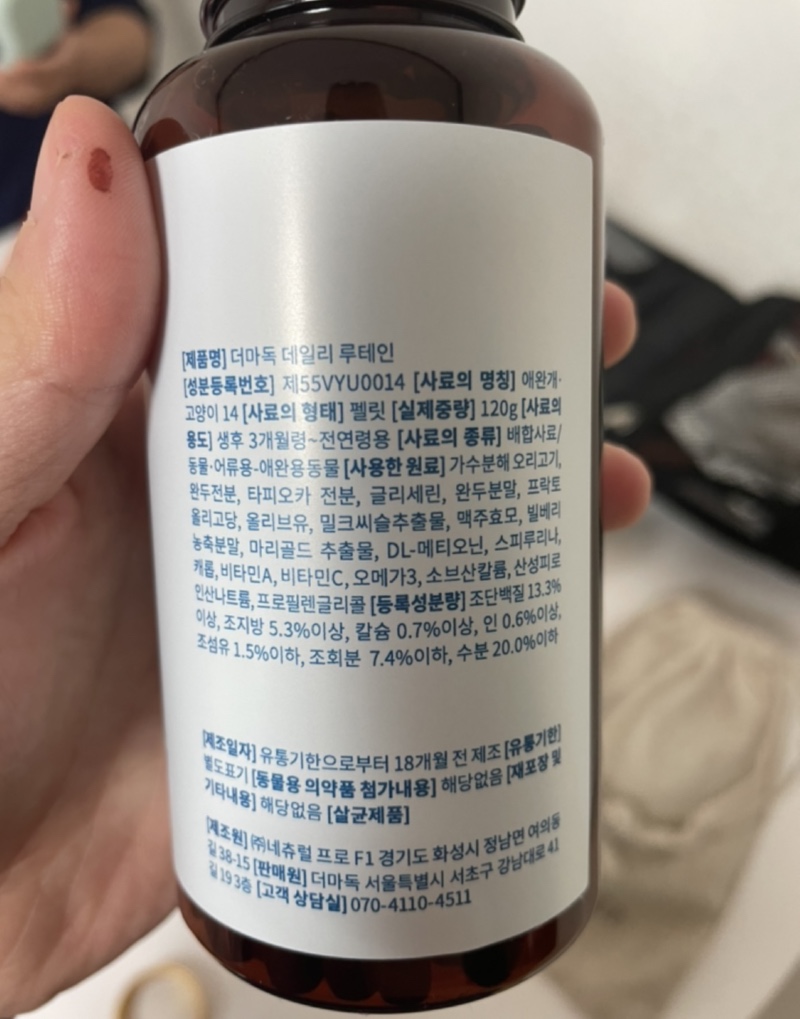 [제품명] 더마독 데일리 루테인
[성분등록번호] 제55VYU0014 [사료의 명칭] 애완개·
고양이 14 [사료의 형태] 펠릿 [실제중량] 120g [사료의
용도] 생후 3개월령~전연령용 [사료의 종류] 배합사료/
동물·어류용-애완용동물 [사용한 원료] 가수분해 오리고기,
완두전분, 타피오카 전분, 글리세린, 완두분말, 프락토
올리고당, 올리브유, 밀크씨슬추출물, 맥주효모, 빌베리
농축분말, 마리골드 추출물, DL-메티오닌, 스피루리나,
캐롭, 비타민A, 비타민C, 오메가3, 소브산칼륨, 산성피로
인산나트륨, 프로필렌글리콜 [등록성분량] 조단백질 13.3%
이상, 조지방 5.3%이상, 칼슘 0.7%이상, 인 0.6%이상,
조섬유 1.5%이하, 조회분 7.4%이하, 수분 20.0%이하
[제조일자] 유통기한으로부터 18개월 전 제조 [유통기한]
별도표기 [동물용 의약품 첨가내용] 해당없음 [재포장 및
기타내용] 해당없음 [살균제품]
[제조원] ㈜네츄럴 프로 F1 경기도 화성시 정남면 여의동
길 38-15 [판매원] 더마독 서울특별시 서초구 강남대로 41
길 19 3층 [고객 상담실] 070-4110-4511